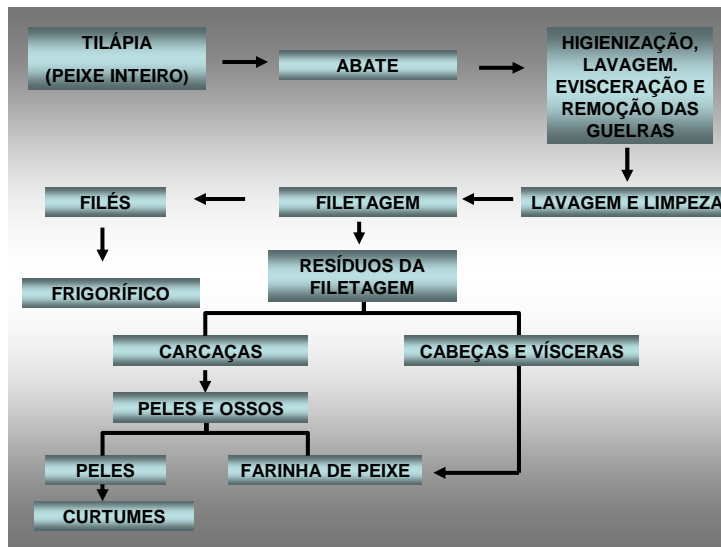 TILÁPIA
(PEIXE INTEIRO)
ABATE
HIGIENIZAÇÃO,
LAVAGEM.
EVISCERAÇÃO E
REMOÇÃO DAS
GUELRAS
FILÉS
FILETAGEM
LAVAGEM E LIMPEZA
FRIGORÍFICO
RESÍDUOS DA
FILETAGEM
CARCAÇAS
CABEÇAS E VÍSCERAS
PELES E OSSOS
PELES
FARINHA DE PEIXE
CURTUMES